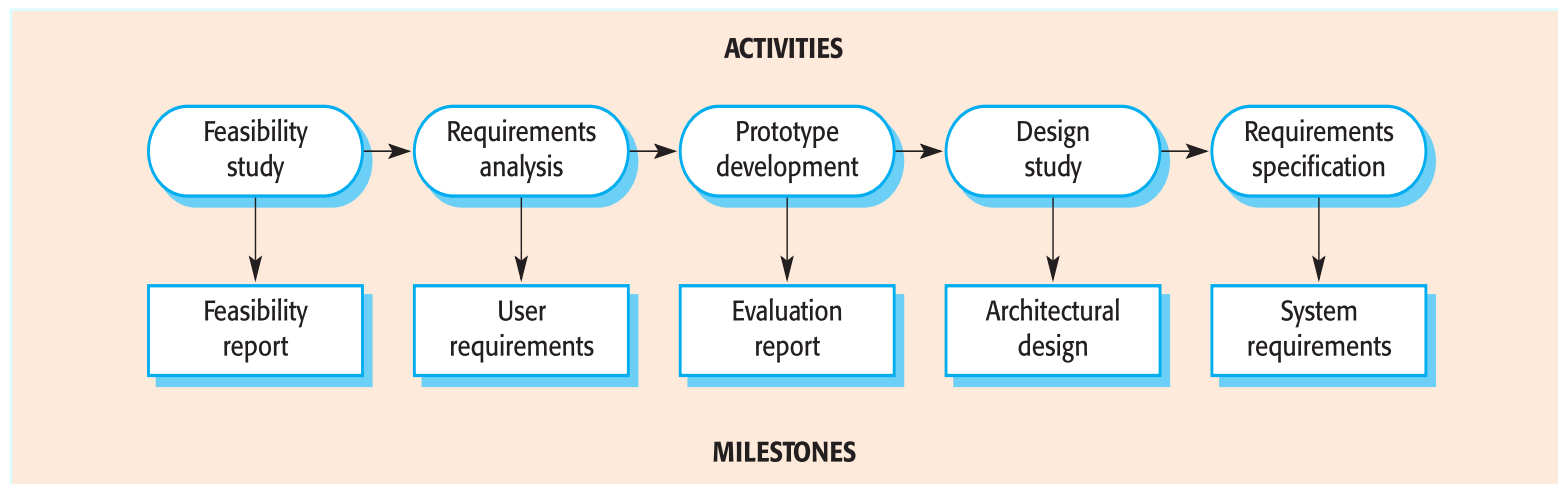 ACTIVITIES
Feasibility
study
Requirements
analysis
Prototype
development
Design
study
Requirements
specification
Feasibility
report
User
requirements
Evaluation
report
Architectural
design
System
requirements
MILESTONES